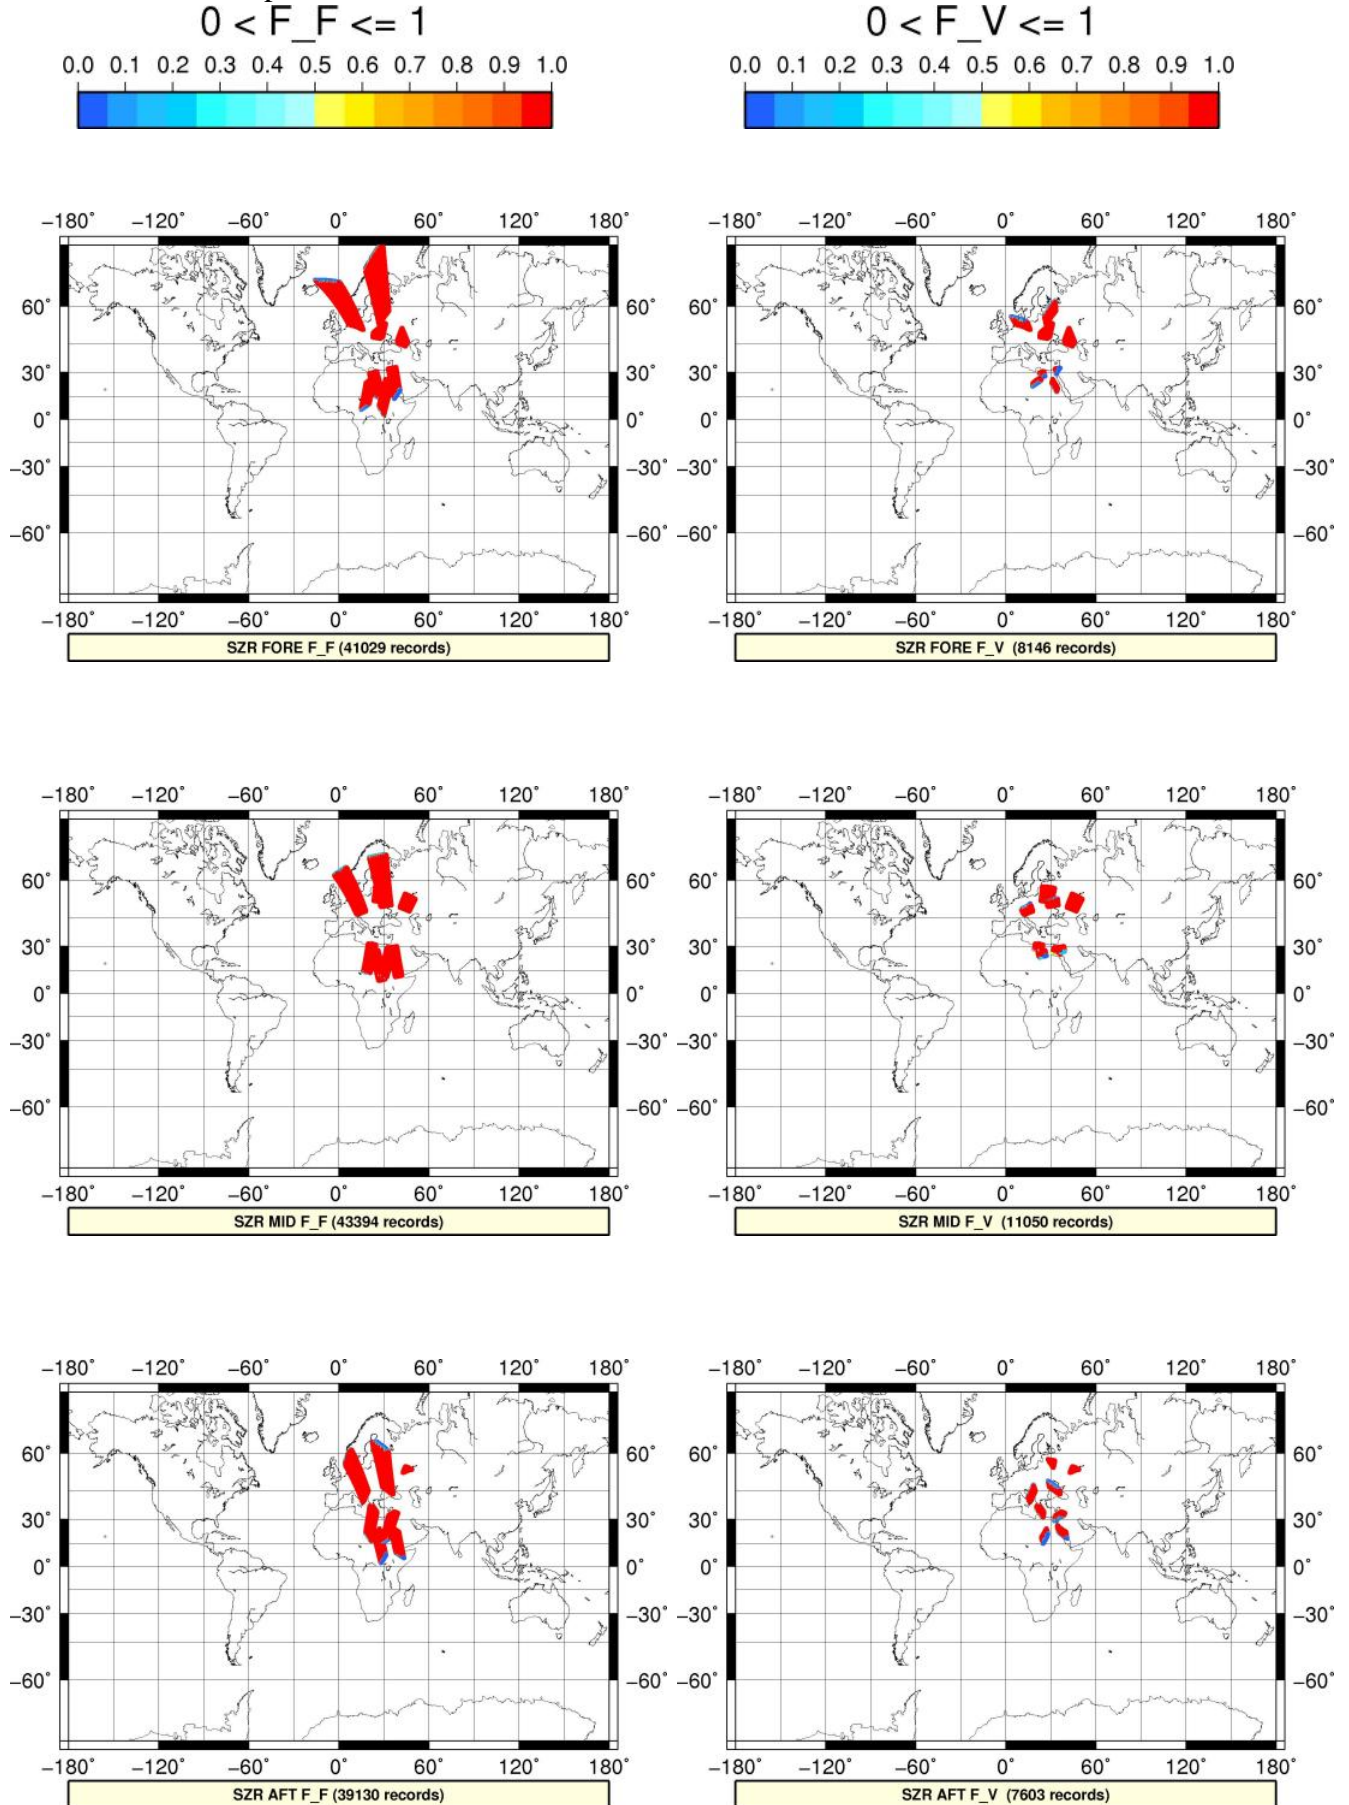 0 < F_F <= 1 0 < F_V <= 1
0.0 0.1 0.2 0.3 0.4 0.5 0.6 0.7 0.8 0.9 1.0 0.0 0.1 0.2 0.3 0.4 0.5 0.6 0.7 0.8 0.9 1.0
−180˚ −120˚ −60˚ 0˚ 60˚ 120˚ 180˚ −180˚ −120˚ −60˚ 0˚ 60˚ 120˚ 180˚
60˚ 60˚ 60˚ 60˚
30˚ 30˚ 30˚ 30˚
0˚ 0˚ 0˚ 0˚
−30˚ −30˚ −30˚ −30˚
−60˚ −60˚ −60˚ −60˚
−180˚ −120˚ −60˚ 0˚ 60˚ 120˚ 180˚ −180˚ −120˚ −60˚ 0˚ 60˚ 120˚ 180˚
SZR FORE F_F (41029 records) SZR FORE F_V (8146 records)
−180˚ −120˚ −60˚ 0˚ 60˚ 120˚ 180˚ −180˚ −120˚ −60˚ 0˚ 60˚ 120˚ 180˚
60˚ 60˚ 60˚ 60˚
30˚ 30˚ 30˚ 30˚
0˚ 0˚ 0˚ 0˚
−30˚ −30˚ −30˚ −30˚
−60˚ −60˚ −60˚ −60˚
−180˚ −120˚ −60˚ 0˚ 60˚ 120˚ 180˚ −180˚ −120˚ −60˚ 0˚ 60˚ 120˚ 180˚
SZR MID F_F (43394 records) SZR MID F_V (11050 records)
−180˚ −120˚ −60˚ 0˚ 60˚ 120˚ 180˚ −180˚ −120˚ −60˚ 0˚ 60˚ 120˚ 180˚
60˚ 60˚ 60˚ 60˚
30˚ 30˚ 30˚ 30˚
0˚ 0˚ 0˚ 0˚
−30˚ −30˚ −30˚ −30˚
−60˚ −60˚ −60˚ −60˚
−180˚ −120˚ −60˚ 0˚ 60˚ 120˚ 180˚ −180˚ −120˚ −60˚ 0˚ 60˚ 120˚ 180˚
SZR AFT F_F (39130 records) SZR AFT F_V (7603 records)